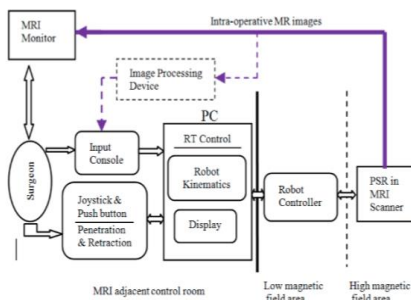 MRI
Monitor
Intra-operative MR images
Image Processing
Device
PC
Surgeon
Input
Console
RT Control
Robot
Kinematics
Display
Joystick &
Push button
Penetration
& Retraction
Robot
Controller
PSR in
MRI
Scanner
MRI adjacent control room
Low magnetic
field area
High magnetic
field area